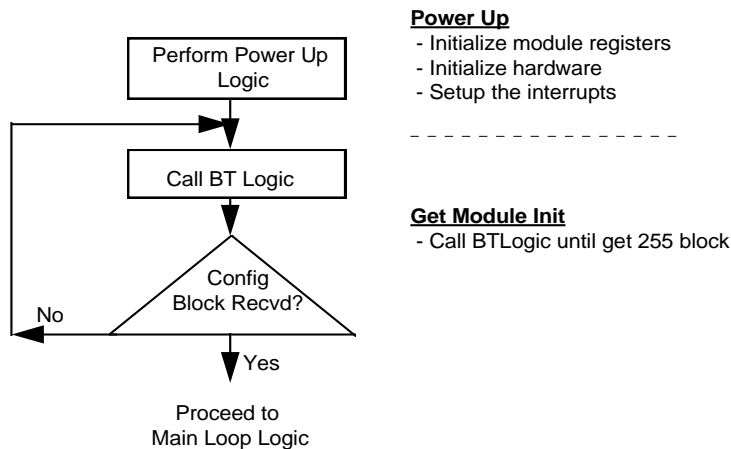 Perform Power Up
Logic
Call BT Logic
Config
Block Recvd?
No
Yes
Proceed to
Main Loop Logic
Power Up
- Initialize module registers
- Initialize hardware
- Setup the interrupts
Get Module Init
- Call BTLogic until get 255 block